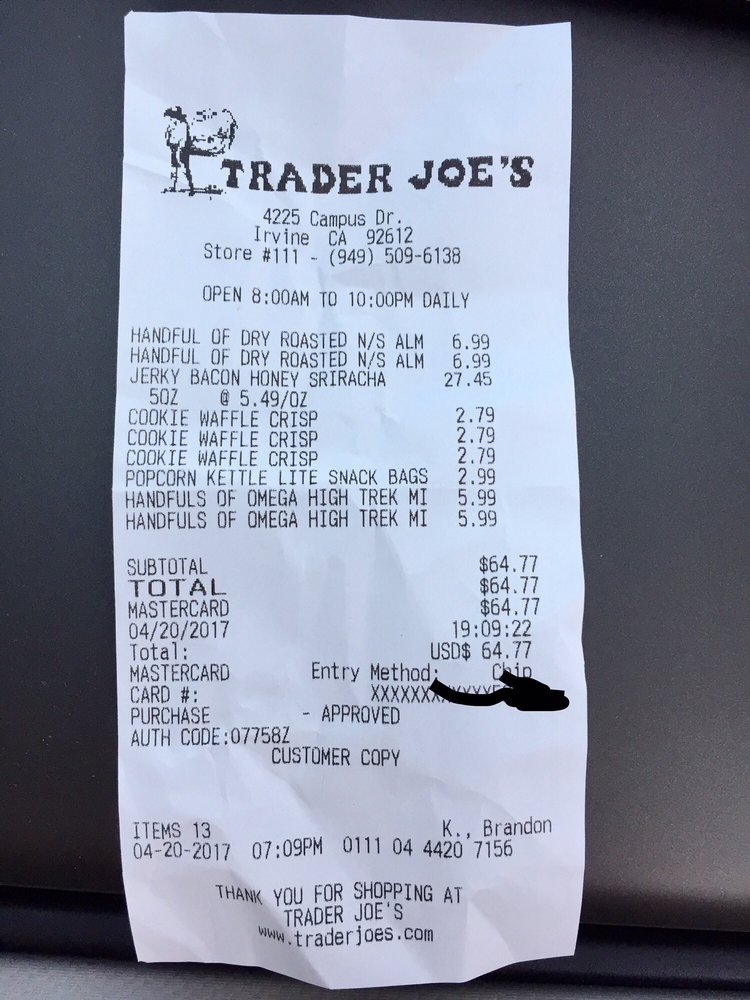 TRADER JOE'S
4225 Campus Dr.
Irvine CA 92612
Store #111 - (949) 509-6138
OPEN 8:00AM TO 10:00PM DAILY
HANDFUL OF DRY ROASTED N/S ALM 6.99
HANDFUL OF DRY ROASTED N/S ALM 6.99
JERKY BACON HONEY SRIRACHA 27.45
5OZ @ 5.49/OZ
COOKIE WAFFLE CRISP 2.79
COOKIE WAFFLE CRISP 2.79
COOKIE WAFFLE CRISP 2.79
POPCORN KETTLE LITE SNACK BAGS 2.99
HANDFULS OF OMEGA HIGH TREK MI 5.99
HANDFULS OF OMEGA HIGH TREK MI 5.99
SUBTOTAL $64.77
TOTAL $64.77
MASTERCARD $64.77
04/20/2017 19:09:22
Total: USD$ 64.77
MASTERCARD Entry Method: Chip
CARD #:
PURCHASE - APPROVED
AUTH CODE:07758Z
CUSTOMER COPY
ITEMS 13 K., Brandon
04-20-2017 07:09PM 0111 04 4420 7156
THANK YOU FOR SHOPPING AT
TRADER JOE'S
www.traderjoes.com